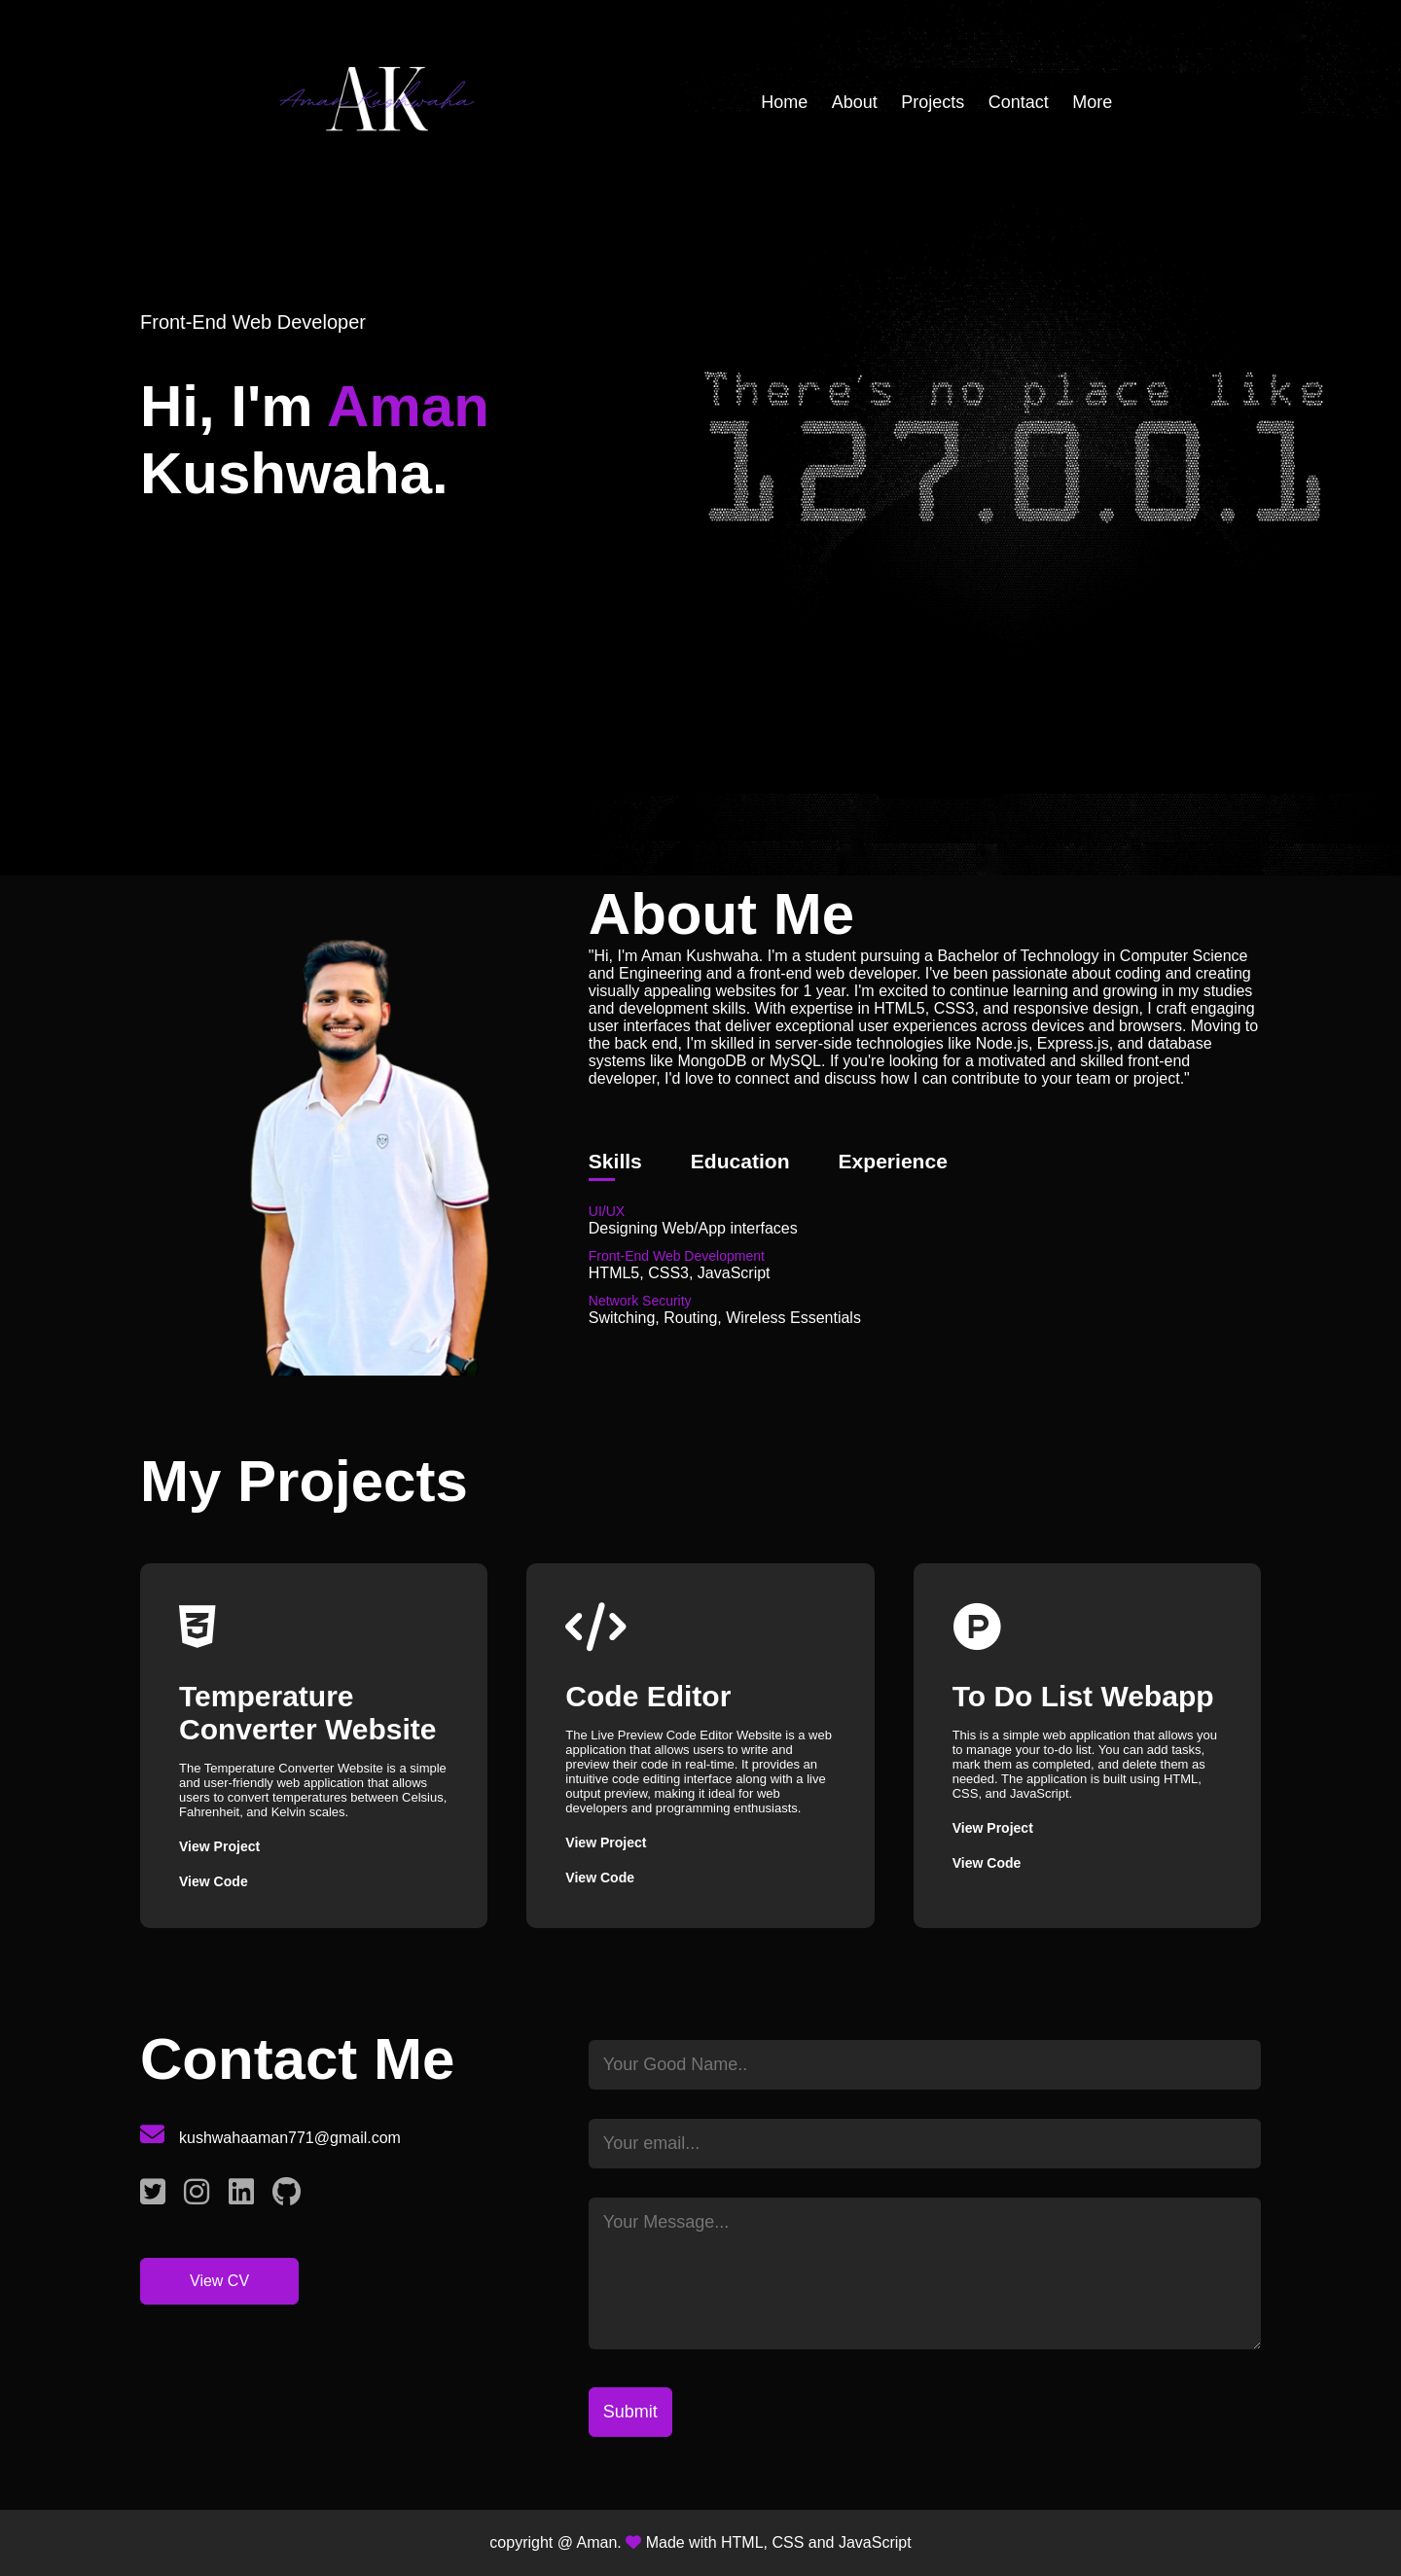 AK
Aman Kushwaha
Home About Projects Contact More
Front-End Web Developer
Hi, I'm Aman
Kushwaha.
There's no place like
127.0.0.1
About Me
"Hi, I'm Aman Kushwaha. I'm a student pursuing a Bachelor of Technology in Computer Science
and Engineering and a front-end web developer. I've been passionate about coding and creating
visually appealing websites for 1 year. I'm excited to continue learning and growing in my studies
and development skills. With expertise in HTML5, CSS3, and responsive design, I craft engaging
user interfaces that deliver exceptional user experiences across devices and browsers. Moving to
the back end, I'm skilled in server-side technologies like Node.js, Express.js, and database
systems like MongoDB or MySQL. If you're looking for a motivated and skilled front-end
developer, I'd love to connect and discuss how I can contribute to your team or project."
Skills Education Experience
UI/UX
Designing Web/App interfaces
Front-End Web Development
HTML5, CSS3, JavaScript
Network Security
Switching, Routing, Wireless Essentials
My Projects
Temperature
Converter Website
The Temperature Converter Website is a simple
and user-friendly web application that allows
users to convert temperatures between Celsius,
Fahrenheit, and Kelvin scales.
View Project
View Code
Code Editor
The Live Preview Code Editor Website is a web
application that allows users to write and
preview their code in real-time. It provides an
intuitive code editing interface along with a live
output preview, making it ideal for web
developers and programming enthusiasts.
View Project
View Code
To Do List Webapp
This is a simple web application that allows you
to manage your to-do list. You can add tasks,
mark them as completed, and delete them as
needed. The application is built using HTML,
CSS, and JavaScript.
View Project
View Code
Contact Me
kushwahaaman771@gmail.com
View CV
Your Good Name..
Your email...
Your Message...
Submit
copyright @ Aman. Made with HTML, CSS and JavaScript